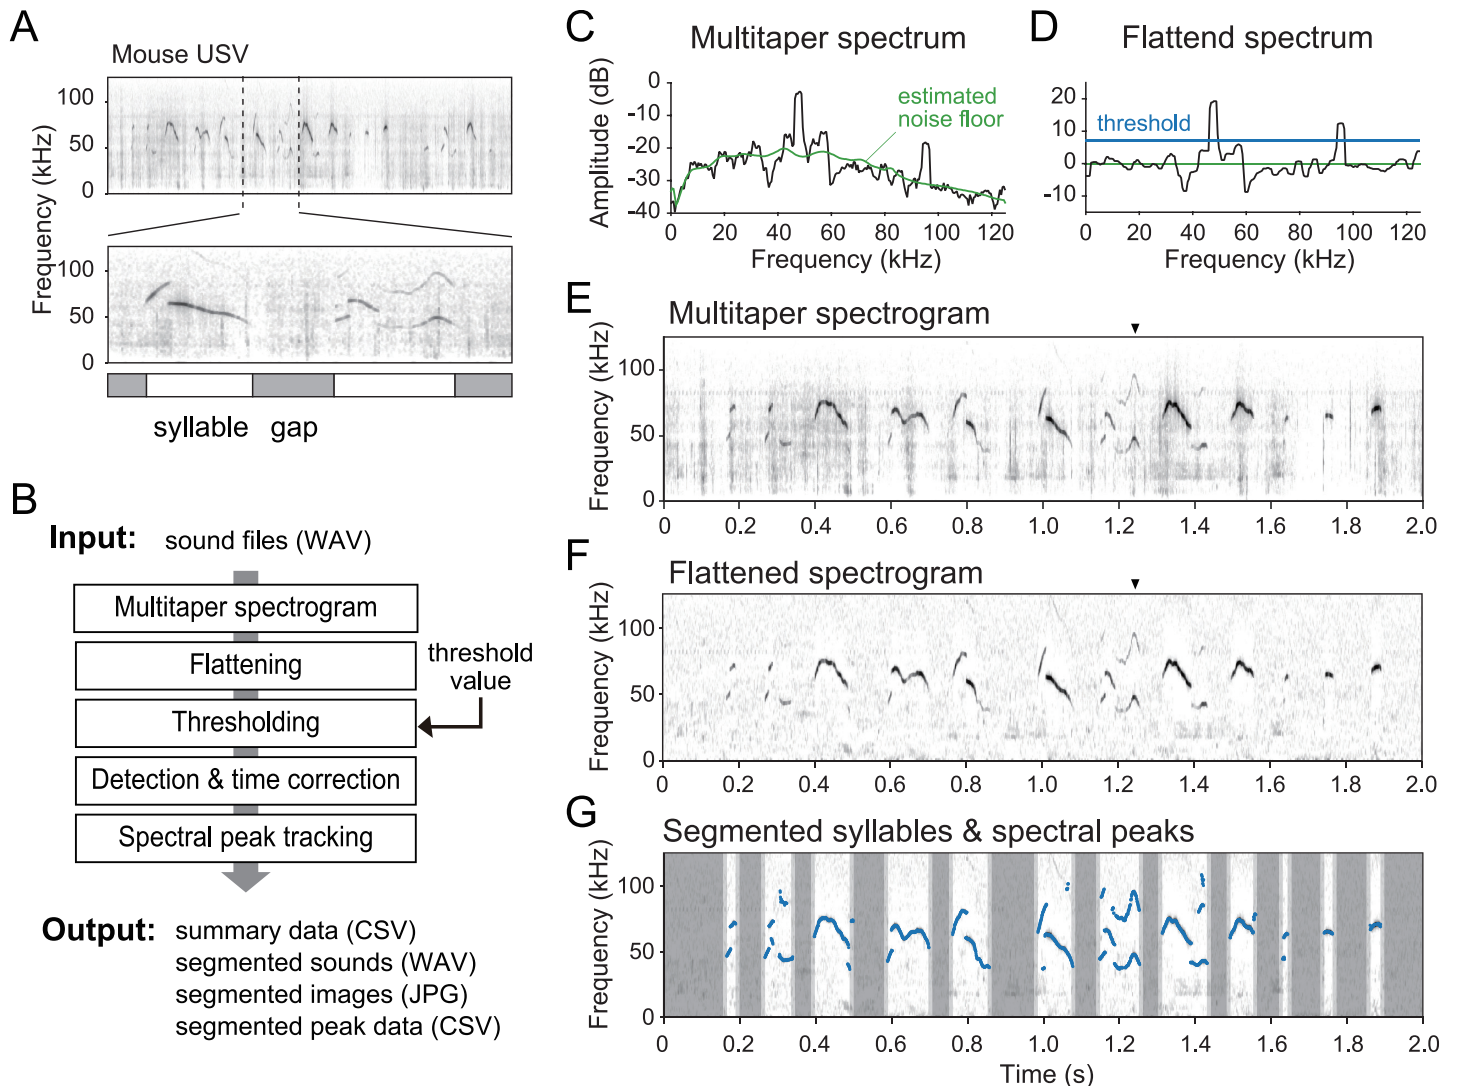 A
Mouse USV
Frequency (kHz)
100
50
0
100
50
0
syllable gap
B
Input: sound files (WAV)
Multitaper spectrogram
Flattening
threshold
value
Thresholding
Detection & time correction
Spectral peak tracking
Output: summary data (CSV)
segmented sounds (WAV)
segmented images (JPG)
segmented peak data (CSV)
C
Multitaper spectrum
Amplitude (dB)
0
-10
-20
-30
-40
estimated
noise floor
0 20 40 60 80 100 120
Frequency (kHz)
D
Flattend spectrum
20
10
0
-10
threshold
0 20 40 60 80 100 120
Frequency (kHz)
E
Multitaper spectrogram
Frequency (kHz)
100
50
0
0 0.2 0.4 0.6 0.8 1.0 1.2 1.4 1.6 1.8 2.0
F
Flattened spectrogram
Frequency (kHz)
100
50
0
0 0.2 0.4 0.6 0.8 1.0 1.2 1.4 1.6 1.8 2.0
G
Segmented syllables & spectral peaks
Frequency (kHz)
100
50
0
0 0.2 0.4 0.6 0.8 1.0 1.2 1.4 1.6 1.8 2.0
Time (s)